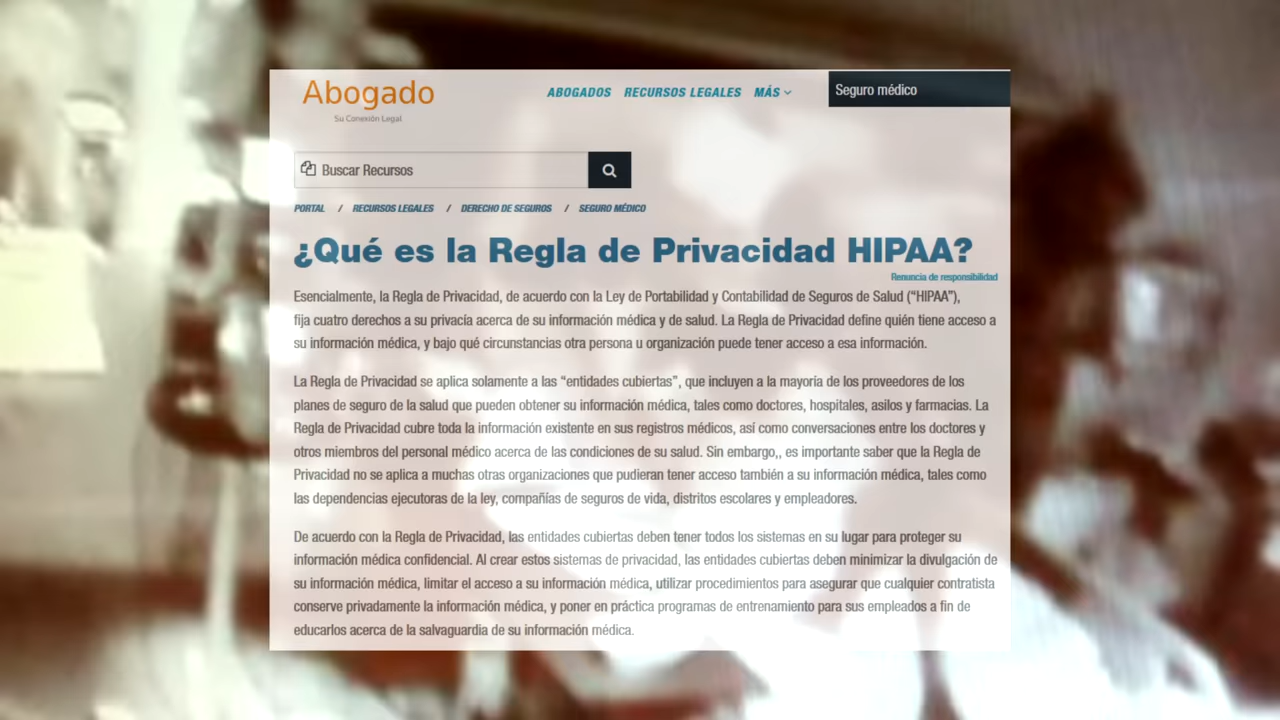 Abogado
Su Conexión Legal
ABOGADOS RECURSOS LEGALES MÁS
Seguro médico
Buscar Recursos
PORTAL / RECURSOS LEGALES / DERECHO DE SEGUROS / SEGURO MÉDICO
¿Qué es la Regla de Privacidad HIPAA?
Renuncia de responsibilidad
Esencialmente, la Regla de Privacidad, de acuerdo con la Ley de Portabilidad y Contabilidad de Seguros de Salud (“HIPAA”),
fija cuatro derechos a su privacía acerca de su información médica y de salud. La Regla de Privacidad define quién tiene acceso a
su información médica, y bajo qué circunstancias otra persona u organización puede tener acceso a esa información.
La Regla de Privacidad se aplica solamente a las “entidades cubiertas”, que incluyen a la mayoría de los proveedores de los
planes de seguro de la salud que pueden obtener su información médica, tales como doctores, hospitales, asilos y farmacias. La
Regla de Privacidad cubre toda la información existente en sus registros médicos, así como conversaciones entre los doctores y
otros miembros del personal médico acerca de las condiciones de su salud. Sin embargo,, es importante saber que la Regla de
Privacidad no se aplica a muchas otras organizaciones que pudieran tener acceso también a su información médica, tales como
las dependencias ejecutoras de la ley, compañías de seguros de vida, distritos escolares y empleadores.
De acuerdo con la Regla de Privacidad, las entidades cubiertas deben tener todos los sistemas en su lugar para proteger su
información médica confidencial. Al crear estos sistemas de privacidad, las entidades cubiertas deben minimizar la divulgación de
su información médica, limitar el acceso a su información médica, utilizar procedimientos para asegurar que cualquier contratista
conserve privadamente la información médica, y poner en práctica programas de entrenamiento para sus empleados a fin de
educarlos acerca de la salvaguardia de su información médica.